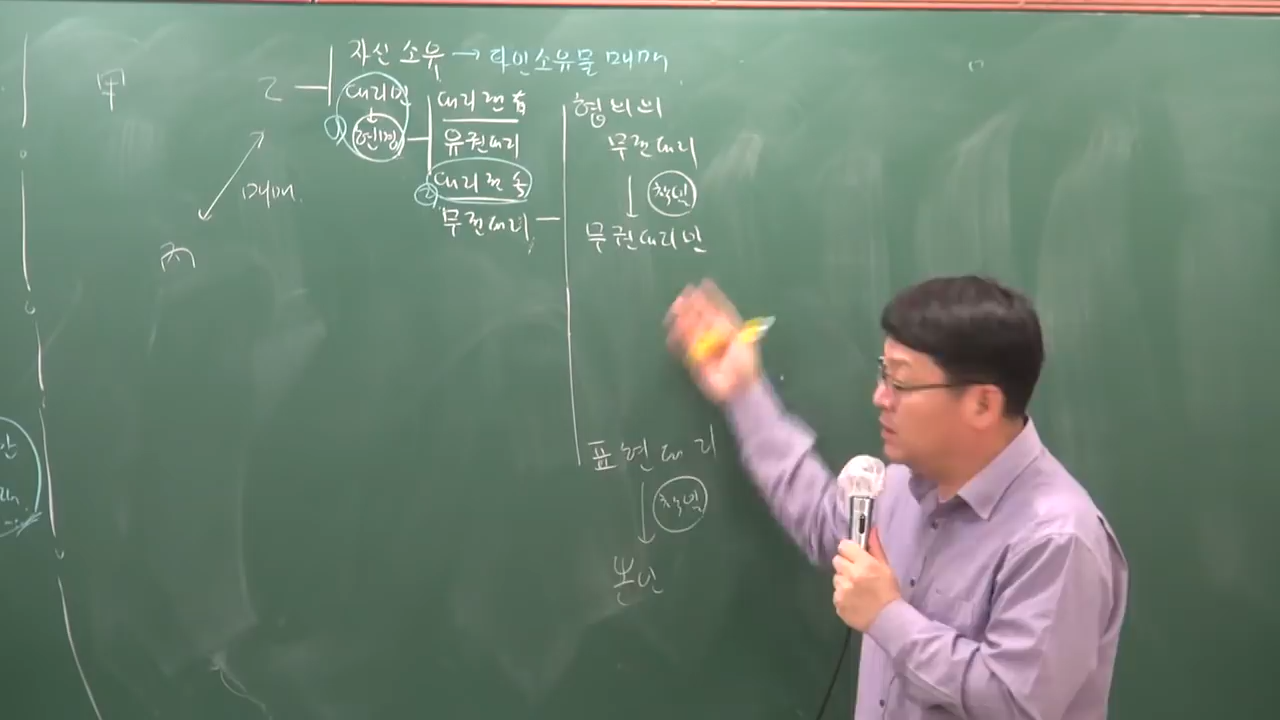 자신 소유 → 타인소유물 매매
甲 乙 대리인
① 현명
대리권 有
유권대리
② 대리권 속
무권대리
협의의
무권대리
↓ 책임
무권대리인
매매
丙
표현대리
↓ 책임
본인